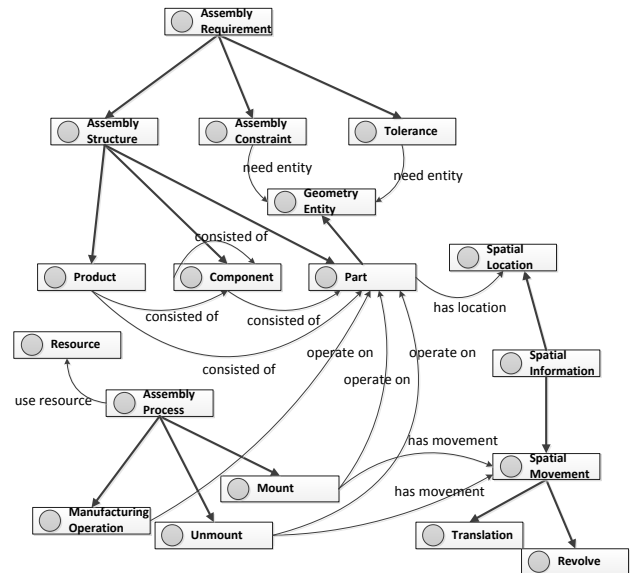 Assembly
Requirement
Assembly
Structure
Assembly
Constraint
Tolerance
need entity
need entity
Geometry
Entity
consisted of
Spatial
Location
Product
Component
Part
has location
consisted of
consisted of
Resource
operate on
operate on
Spatial
Information
consisted of
operate on
use resource
Assembly
Process
has movement
Spatial
Movement
Mount
has movement
Manufacturing
Operation
Unmount
Translation
Revolve